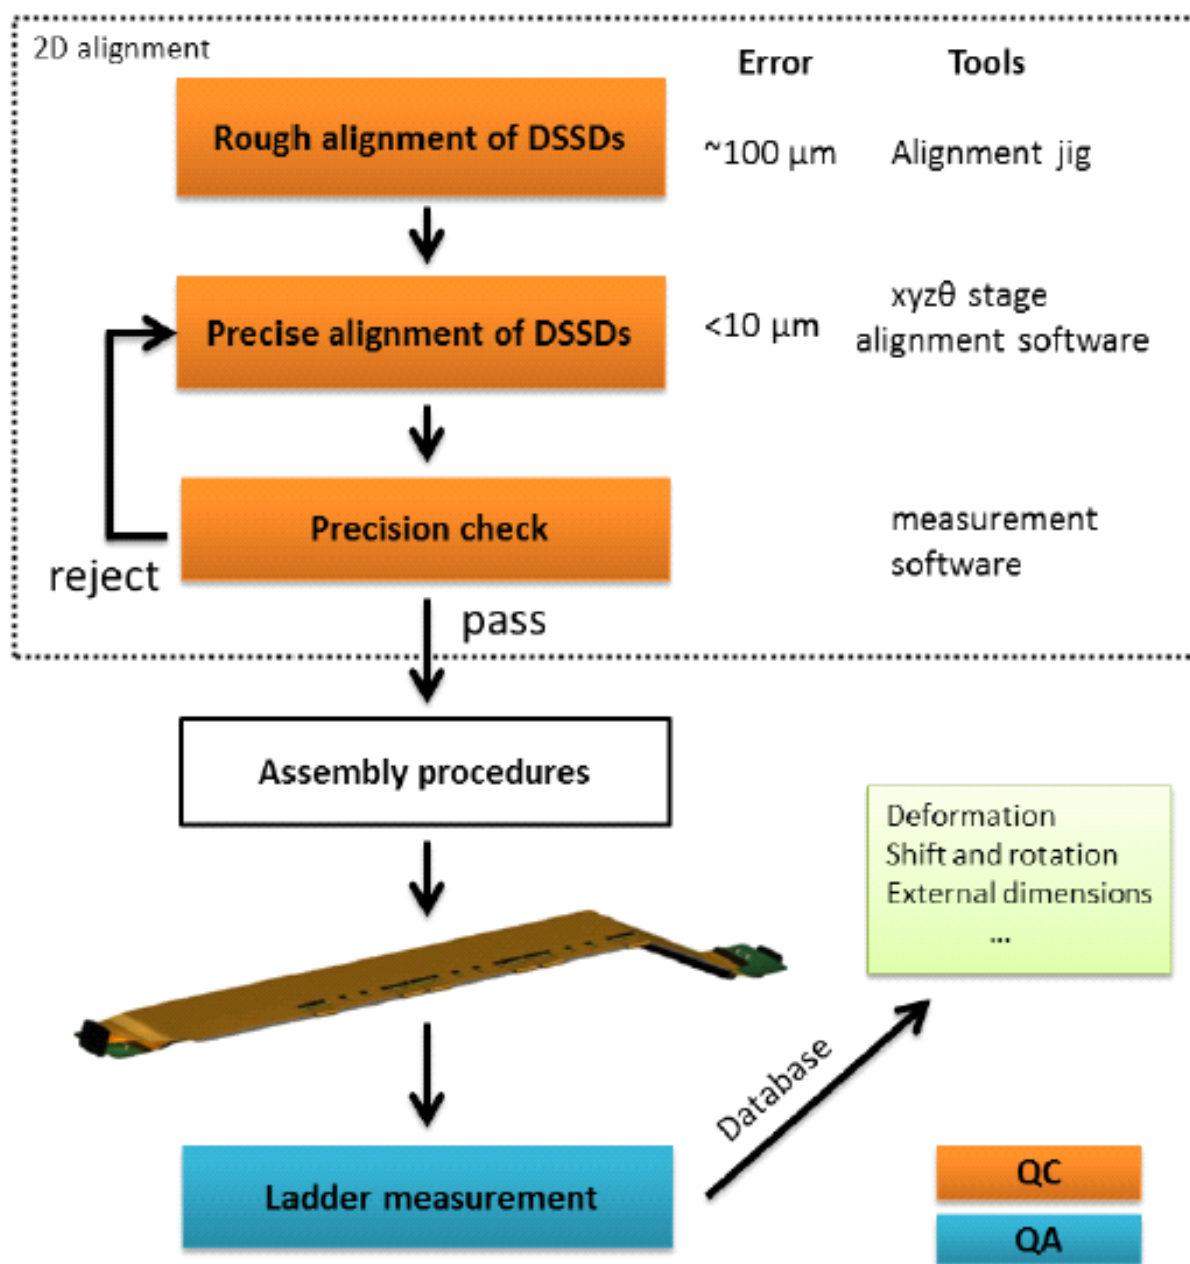 2D alignment
Error Tools
Rough alignment of DSSDs ~100 µm Alignment jig
Precise alignment of DSSDs <10 µm xyzθ stage
alignment software
Precision check measurement
software
reject
pass
Assembly procedures
Deformation
Shift and rotation
External dimensions
...
Database
Ladder measurement
QC
QA